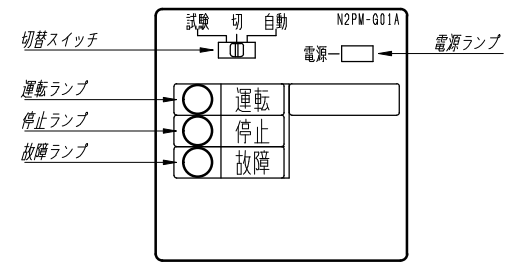 試験 切 自動 N2PM-G01A
切替スイッチ
電源
電源ランプ
運転ランプ
運転
停止ランプ
停止
故障ランプ
故障